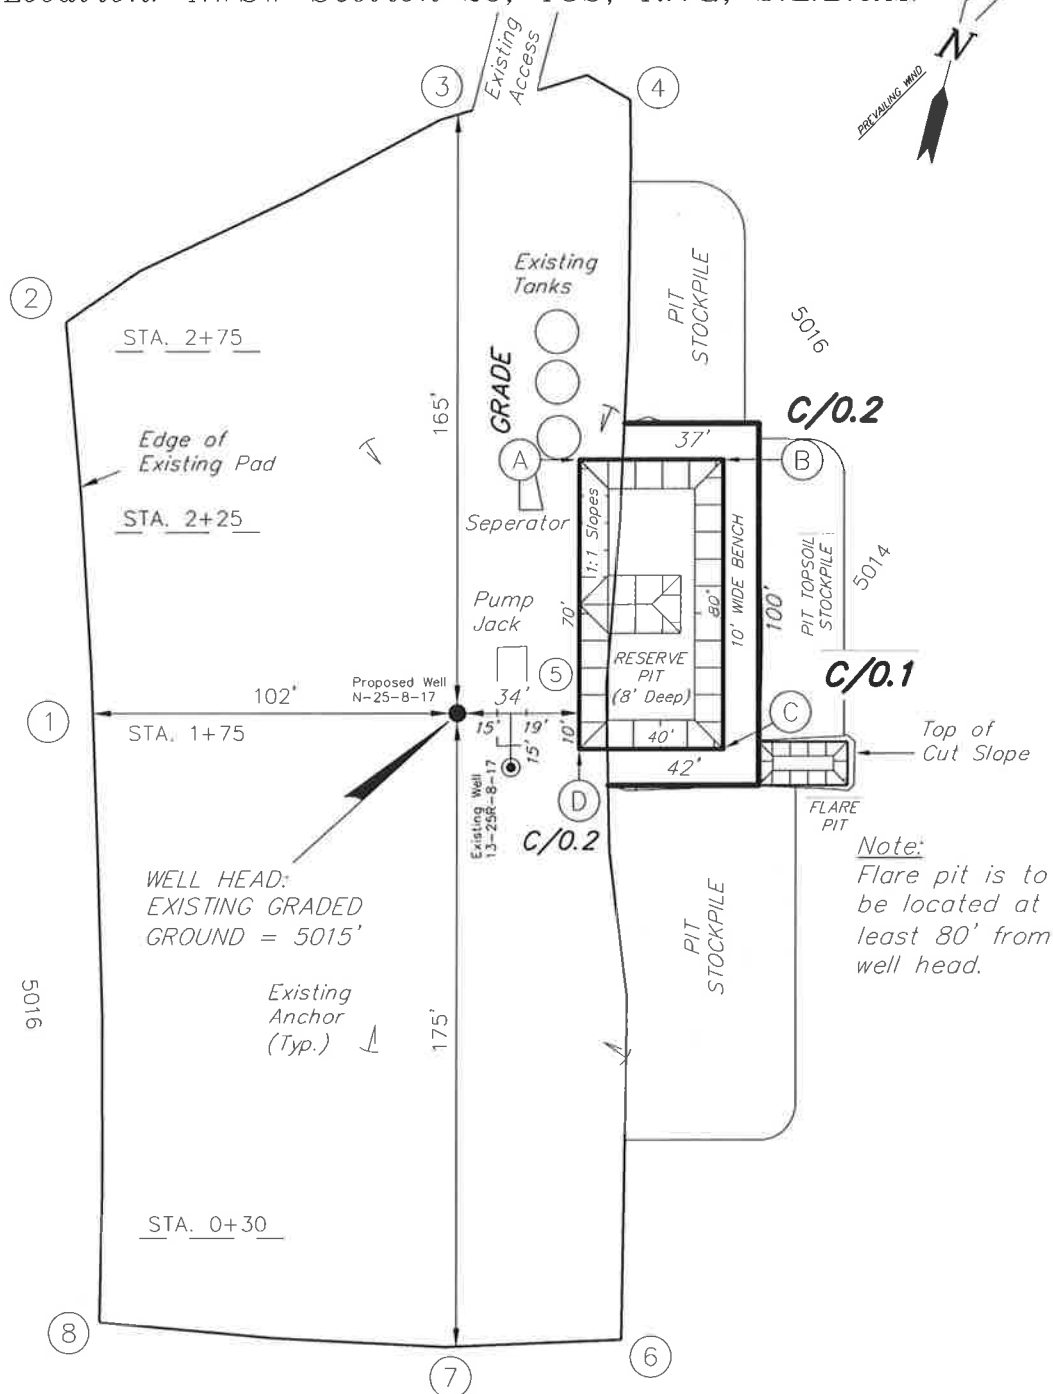 3
Existing
Access
4
N
PREVAILING WIND
2
STA. 2+75
Existing
Tanks
PIT
STOCKPILE
5016
GRADE
165'
C/0.2
37'
Edge of
Existing Pad
A
B
STA. 2+25
Seperator
1:1 Slopes
10' WIDE BENCH
PIT TOPSOIL
STOCKPILE
5014
Pump
Jack
70'
80'
100'
RESERVE
PIT
(8' Deep)
5
C/0.1
Proposed Well
N-25-8-17
1
102'
34'
STA. 1+75
15'
19'
10'
15'
40'
C
Top of
Cut Slope
42'
Existing Well
13-25R-8-17
D
C/0.2
FLARE
PIT
Note:
Flare pit is to
be located at
least 80' from
well head.
WELL HEAD:
EXISTING GRADED
GROUND = 5015'
PIT
STOCKPILE
5016
Existing
Anchor
(Typ.)
175'
STA. 0+30
8
7
6